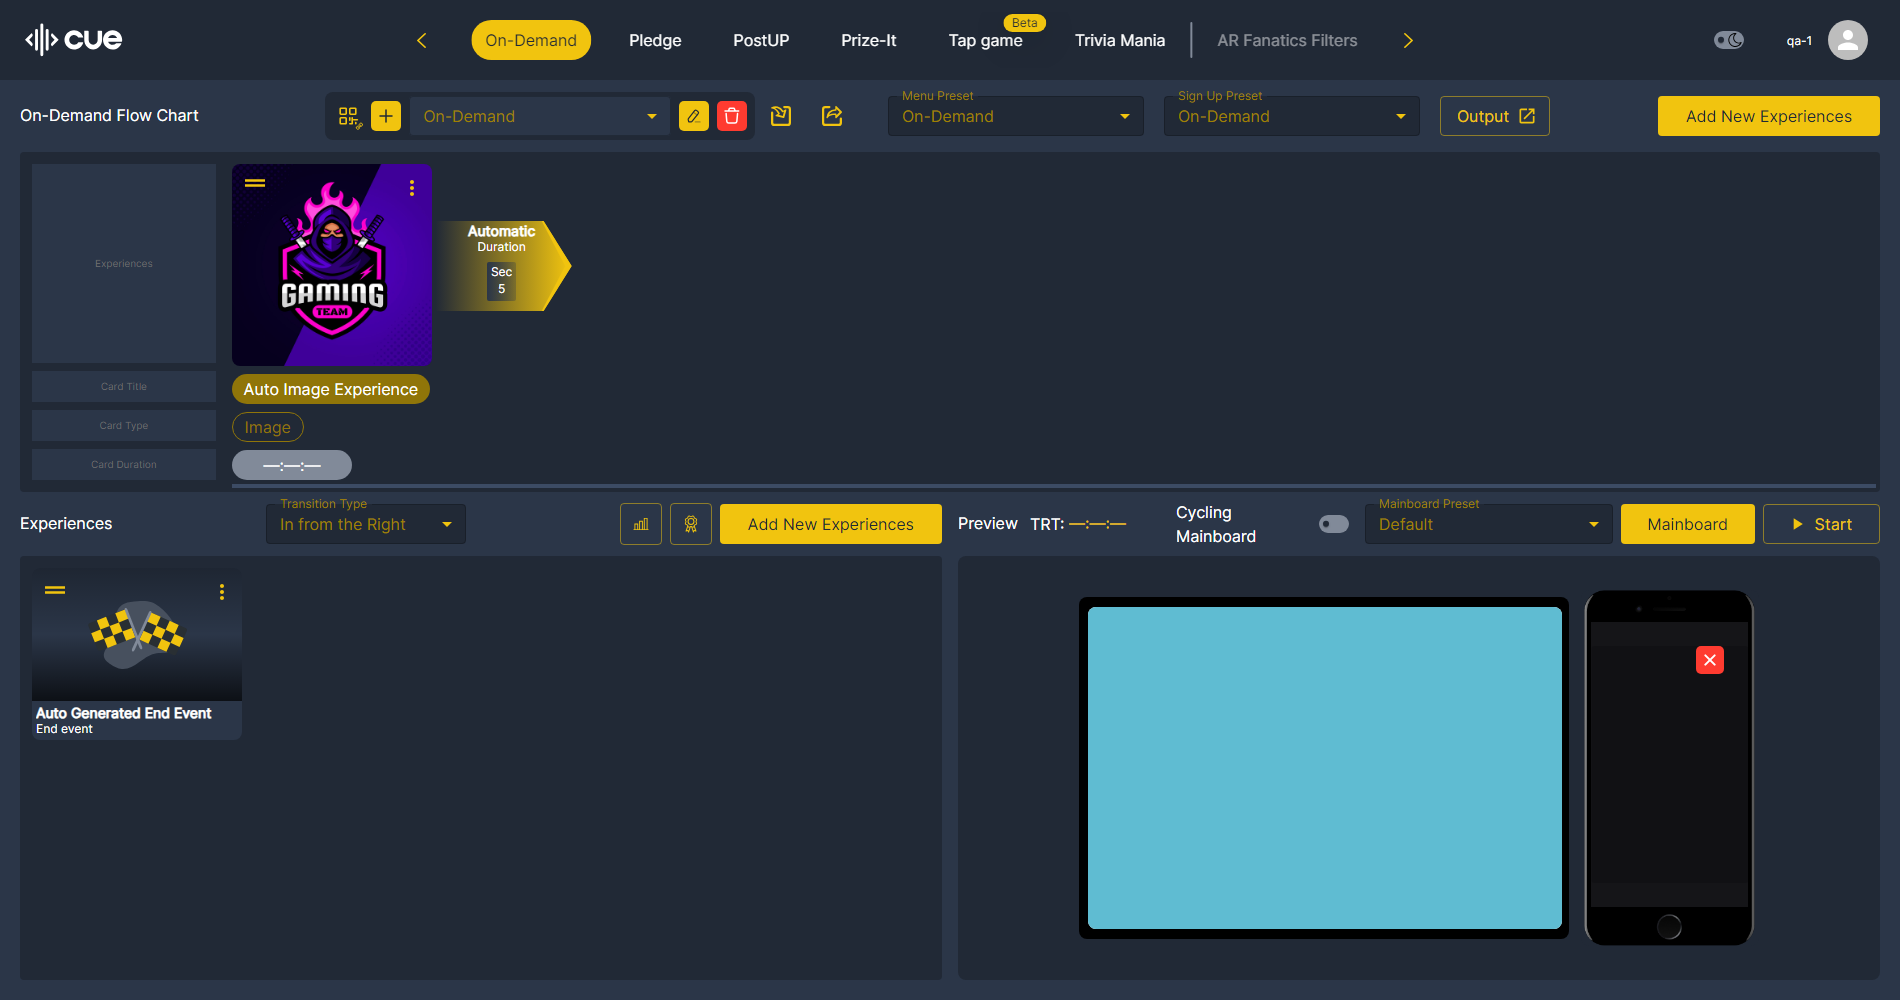 cue
On-Demand
Pledge
PostUP
Prize-It
Tap game
Beta
Trivia Mania
AR Fanatics Filters
qa-1
On-Demand Flow Chart
On-Demand
Menu Preset
On-Demand
Sign Up Preset
On-Demand
Output
Add New Experiences
Experiences
Card Title
Card Type
Card Duration
GAMING
TEAM
Automatic
Duration
Sec
5
Auto Image Experience
Image
—:—:—
Experiences
Transition Type
In from the Right
Add New Experiences
Preview
TRT: —:—:—
Cycling
Mainboard
Mainboard Preset
Default
Mainboard
Start
Auto Generated End Event
End event